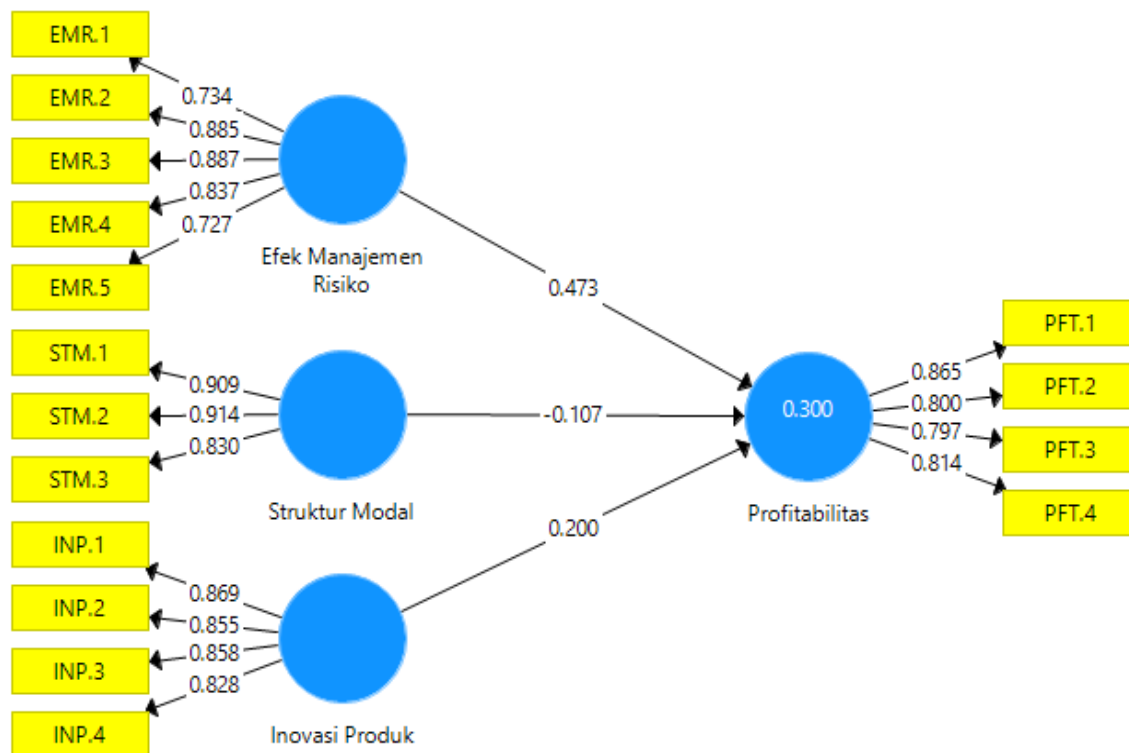 EMR.1
EMR.2
EMR.3
EMR.4
EMR.5
0.734
0.885
0.887
0.837
0.727
Efek Manajemen
Risiko
STM.1
STM.2
STM.3
0.909
0.914
0.830
Struktur Modal
INP.1
INP.2
INP.3
INP.4
0.869
0.855
0.858
0.828
Inovasi Produk
0.473
-0.107
0.200
0.300
Profitabilitas
0.865
0.800
0.797
0.814
PFT.1
PFT.2
PFT.3
PFT.4